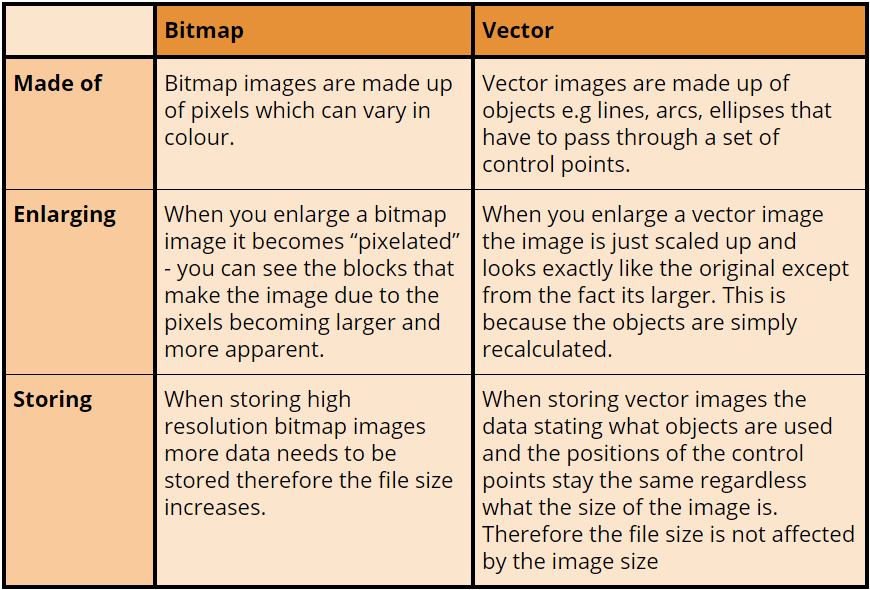 Bitmap
Vector
Made of
Bitmap images are made up
of pixels which can vary in
colour.
Vector images are made up of
objects e.g lines, arcs, ellipses that
have to pass through a set of
control points.
Enlarging
When you enlarge a bitmap
image it becomes “pixelated”
- you can see the blocks that
make the image due to the
pixels becoming larger and
more apparent.
When you enlarge a vector image
the image is just scaled up and
looks exactly like the original except
from the fact its larger. This is
because the objects are simply
recalculated.
Storing
When storing high
resolution bitmap images
more data needs to be
stored therefore the file size
increases.
When storing vector images the
data stating what objects are used
and the positions of the control
points stay the same regardless
what the size of the image is.
Therefore the file size is not affected
by the image size